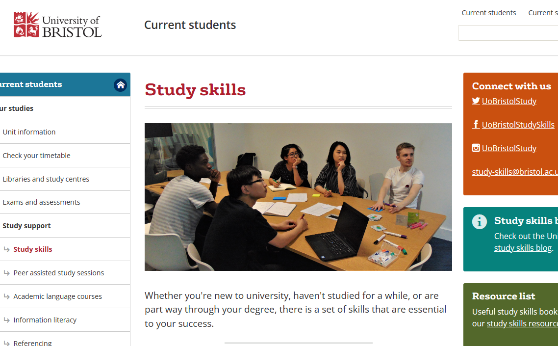 University of
BRISTOL
Current students
Current students
rrent students
ur studies
Unit information
Check your timetable
Libraries and study centres
Exams and assessments
Study support
Study skills
Peer assisted study sessions
Academic language courses
Information literacy
Referencing
Study skills
Whether you're new to university, haven't studied for a while, or are
part way through your degree, there is a set of skills that are essential
to your success.
Connect with us
UoBristolStudy
UoBristolStudySkills
UoBristolStudy
study-skills@bristol.ac.u
Study skills b
Check out the Un
study skills blog.
Resource list
Useful study skills book
our study skills resourc